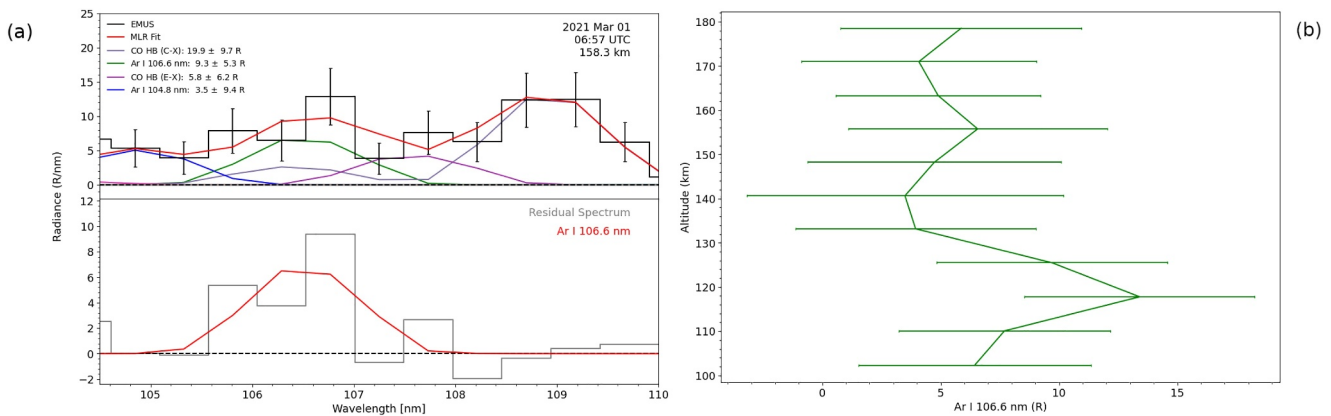 (a)
25
20
15
10
5
0
EMUS
MLR Fit
CO HB (C-X): 19.9 ± 9.7 R
Ar I 106.6 nm: 9.3 ± 5.3 R
CO HB (E-X): 5.8 ± 6.2 R
Ar I 104.8 nm: 3.5 ± 9.4 R
2021 Mar 01
06:57 UTC
158.3 km
Radiance (R/nm)
12
10
8
6
4
2
0
−2
Residual Spectrum
Ar I 106.6 nm
105 106 107 108 109 110
Wavelength [nm]
(b)
180
170
160
150
140
130
120
110
100
Altitude (km)
0 5 10 15
Ar I 106.6 nm (R)